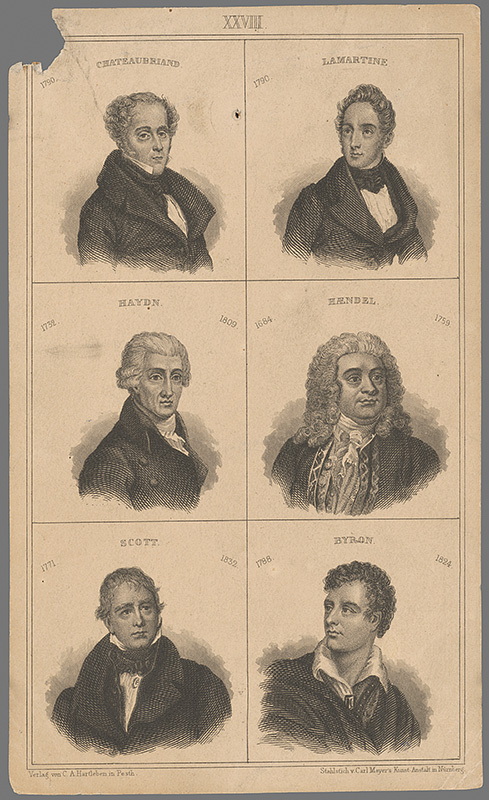 XXVIII
CHATEAUBRIAND.
1790.
LAMARTINE
1790.
HAYDN.
1732.
1809.
HÆNDEL.
1684.
1759.
SCOTT.
1771.
1832.
BYRON.
1788.
1824.
Verlag von C. A. Hartleben in Pesth.
Stahlstich v. Carl Mayer's Kunst-Anstalt in Nürnberg.